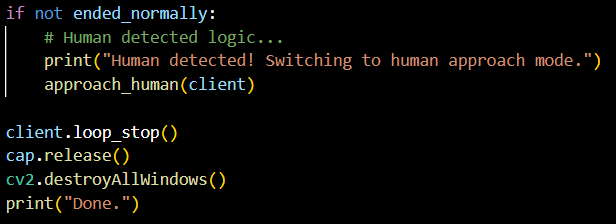 if not ended_normally:
    # Human detected logic...
    print("Human detected! Switching to human approach mode.")
    approach_human(client)

client.loop_stop()
cap.release()
cv2.destroyAllWindows()
print("Done.")